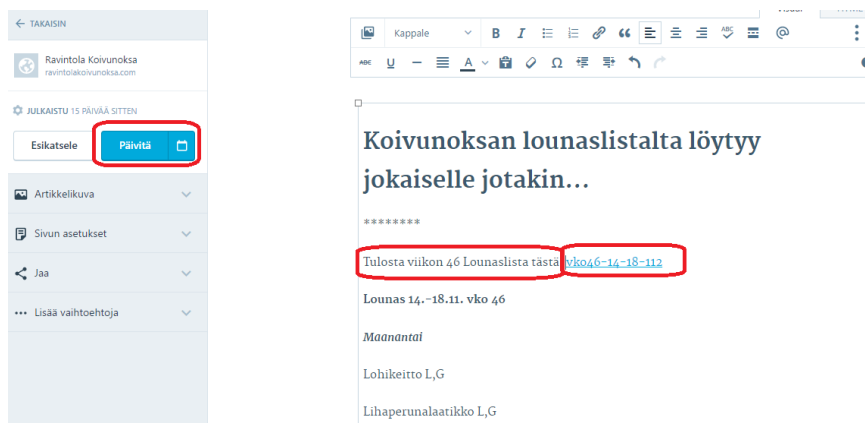 TAKAISIN
Ravintola Koivunoksa
ravintolakoivunoksa.com
JULKAISTU 15 PÄIVÄÄ SITTEN
Esikatsele
Päivitä
Artikkelikuva
Sivun asetukset
Jaa
Lisää vaihtoehtoja
Kappale
B I ABC
ABC U A T Ω
Koivunoksan lounaslistalta löytyy
jokaiselle jotakin...
********
Tulosta viikon 46 Lounaslista tästä vko46-14-18-112
Lounas 14.-18.11. vko 46
Maanantai
Lohikeitto L,G
Lihaperunalaatikko L,G